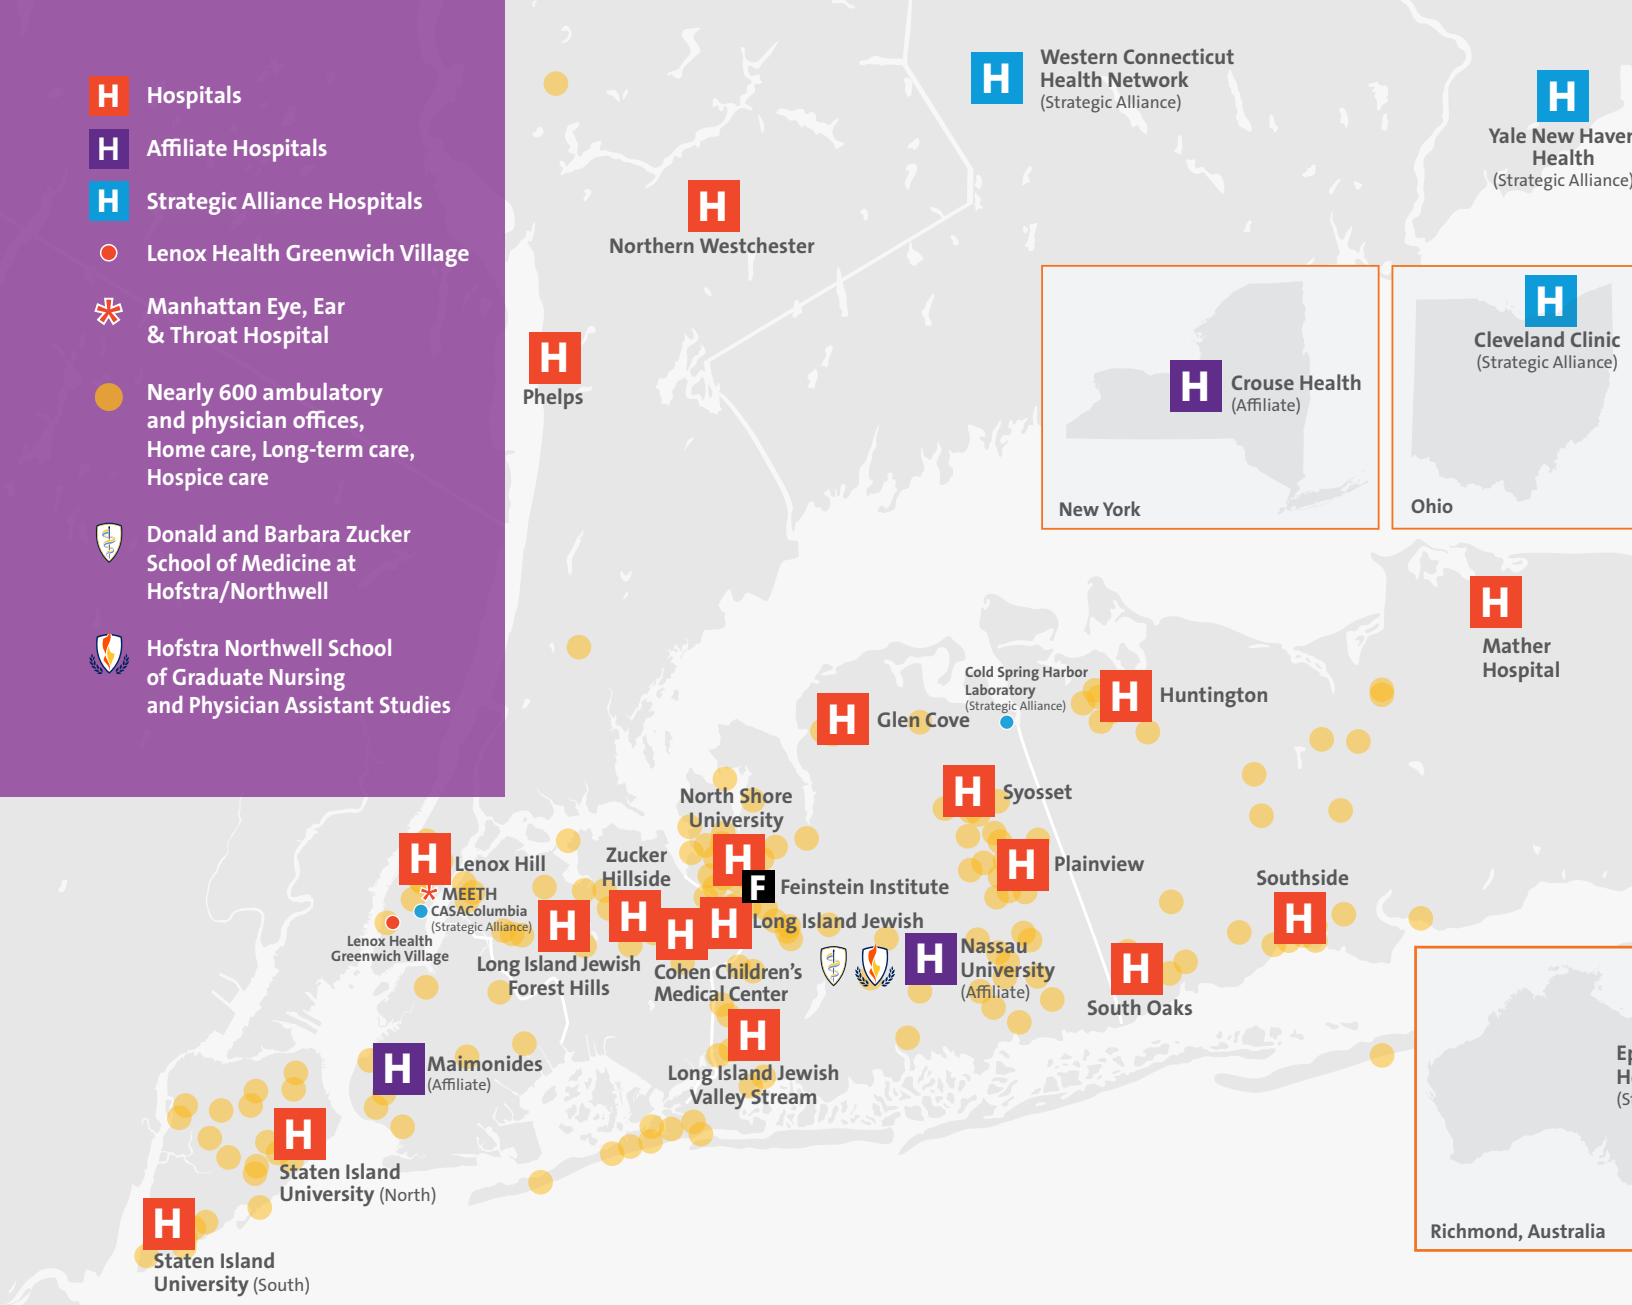 H Hospitals
H Affiliate Hospitals
H Strategic Alliance Hospitals
Lenox Health Greenwich Village
Manhattan Eye, Ear
& Throat Hospital
Nearly 600 ambulatory
and physician offices,
Home care, Long-term care,
Hospice care
Donald and Barbara Zucker
School of Medicine at
Hofstra/Northwell
Hofstra Northwell School
of Graduate Nursing
and Physician Assistant Studies
H
Western Connecticut
Health Network
(Strategic Alliance)
H
Yale New Haven
Health
(Strategic Alliance)
H
Northern Westchester
H
Phelps
H
Crouse Health
(Affiliate)
New York
H
Cleveland Clinic
(Strategic Alliance)
Ohio
H
Mather
Hospital
Cold Spring Harbor
Laboratory
(Strategic Alliance)
H Huntington
H Glen Cove
H Syosset
North Shore
University
H
H Plainview
Southside
H
H Lenox Hill
MEETH
CASAColumbia
(Strategic Alliance)
Lenox Health
Greenwich Village
Zucker
Hillside
H
F Feinstein Institute
H Long Island Jewish
H
Long Island Jewish
Forest Hills
H
Cohen Children's
Medical Center
H
Nassau
University
(Affiliate)
H
South Oaks
H
Long Island Jewish
Valley Stream
H
Maimonides
(Affiliate)
H
Staten Island
University (North)
H
Staten Island
University (South)
Ep
H
(S
Richmond, Australia